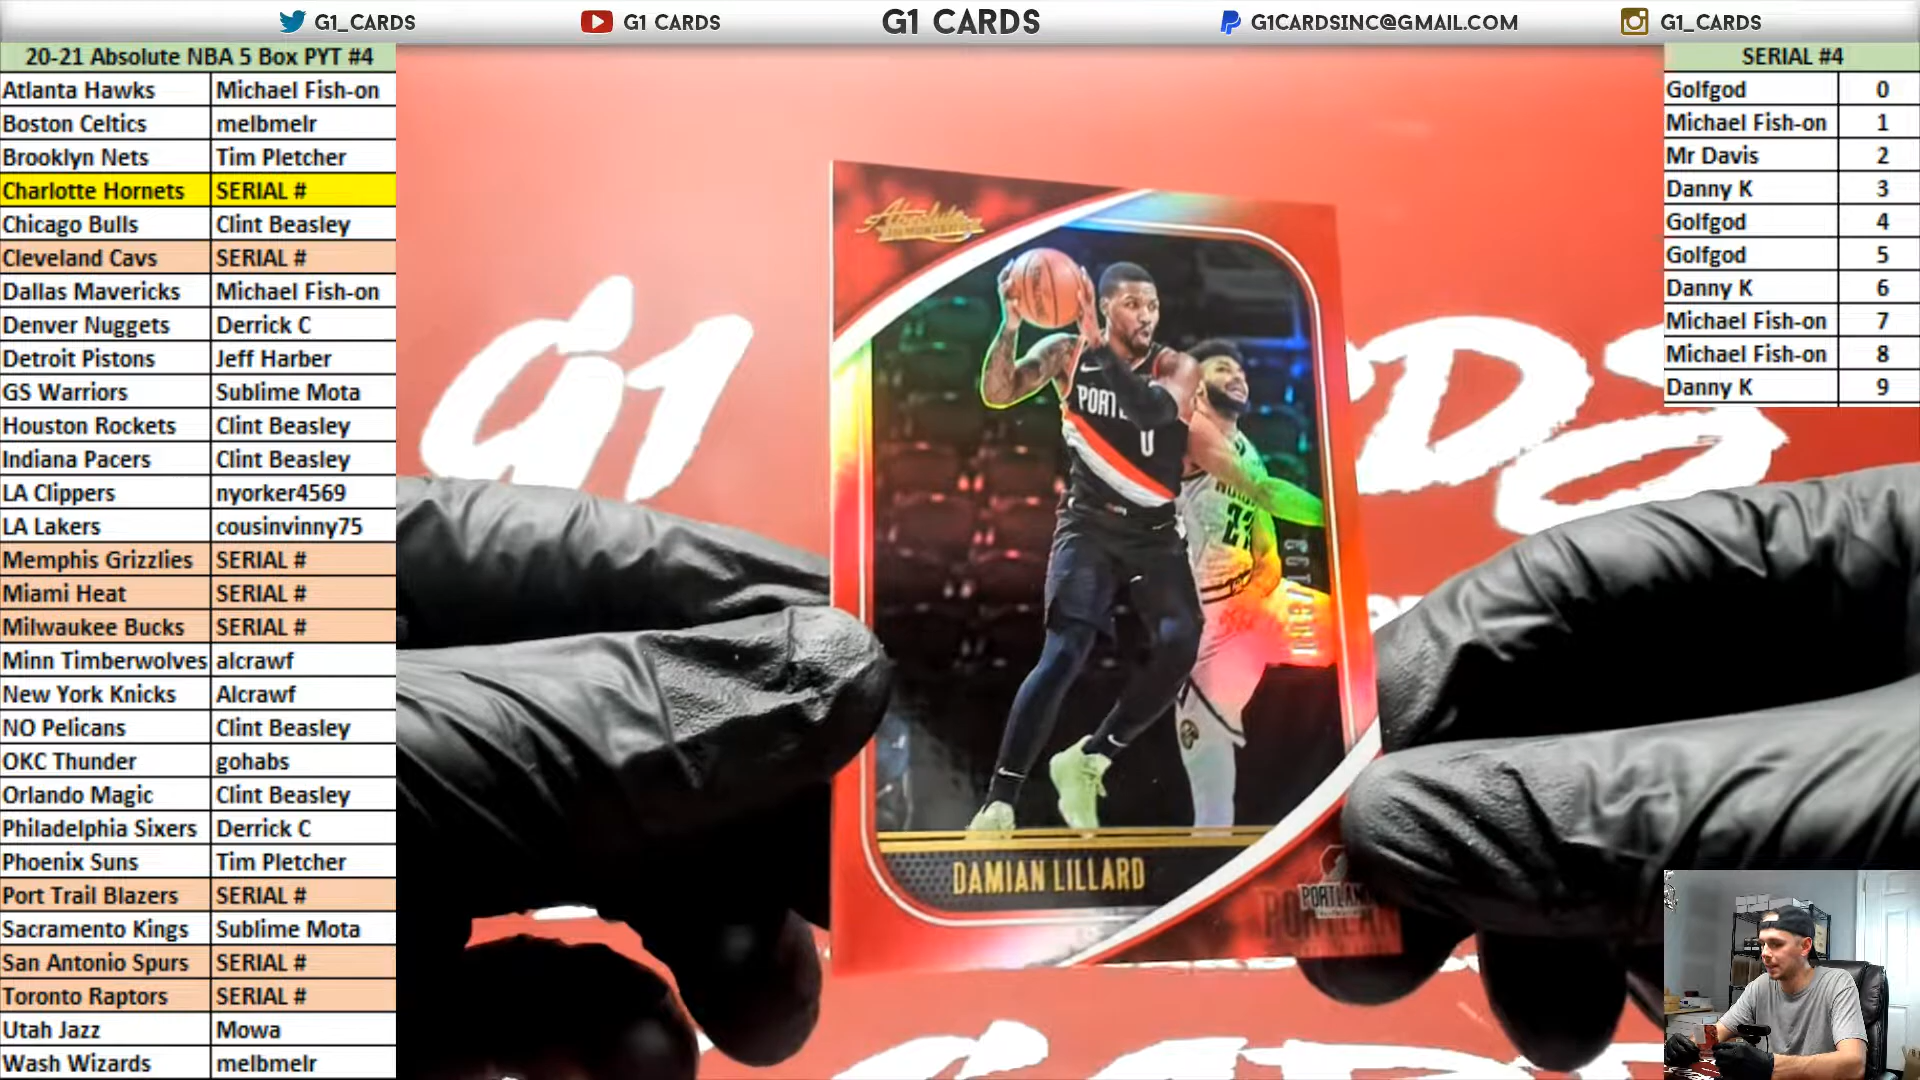 G1_CARDS
G1 CARDS
G1 CARDS
G1CARDSINC@GMAIL.COM
G1_CARDS
20-21 Absolute NBA 5 Box PYT #4
Atlanta Hawks Michael Fish-on
Boston Celtics melbmelr
Brooklyn Nets Tim Pletcher
Charlotte Hornets SERIAL #
Chicago Bulls Clint Beasley
Cleveland Cavs SERIAL #
Dallas Mavericks Michael Fish-on
Denver Nuggets Derrick C
Detroit Pistons Jeff Harber
GS Warriors Sublime Mota
Houston Rockets Clint Beasley
Indiana Pacers Clint Beasley
LA Clippers nyorker4569
LA Lakers cousinvinny75
Memphis Grizzlies SERIAL #
Miami Heat SERIAL #
Milwaukee Bucks SERIAL #
Minn Timberwolves alcrawf
New York Knicks Alcrawf
NO Pelicans Clint Beasley
OKC Thunder gohabs
Orlando Magic Clint Beasley
Philadelphia Sixers Derrick C
Phoenix Suns Tim Pletcher
Port Trail Blazers SERIAL #
Sacramento Kings Sublime Mota
San Antonio Spurs SERIAL #
Toronto Raptors SERIAL #
Utah Jazz Mowa
Wash Wizards melbmelr
G1
Absolute
0
DAMIAN LILLARD
PORTLAN
SERIAL #4
Golfgod 0
Michael Fish-on 1
Mr Davis 2
Danny K 3
Golfgod 4
Golfgod 5
Danny K 6
Michael Fish-on 7
Michael Fish-on 8
Danny K 9